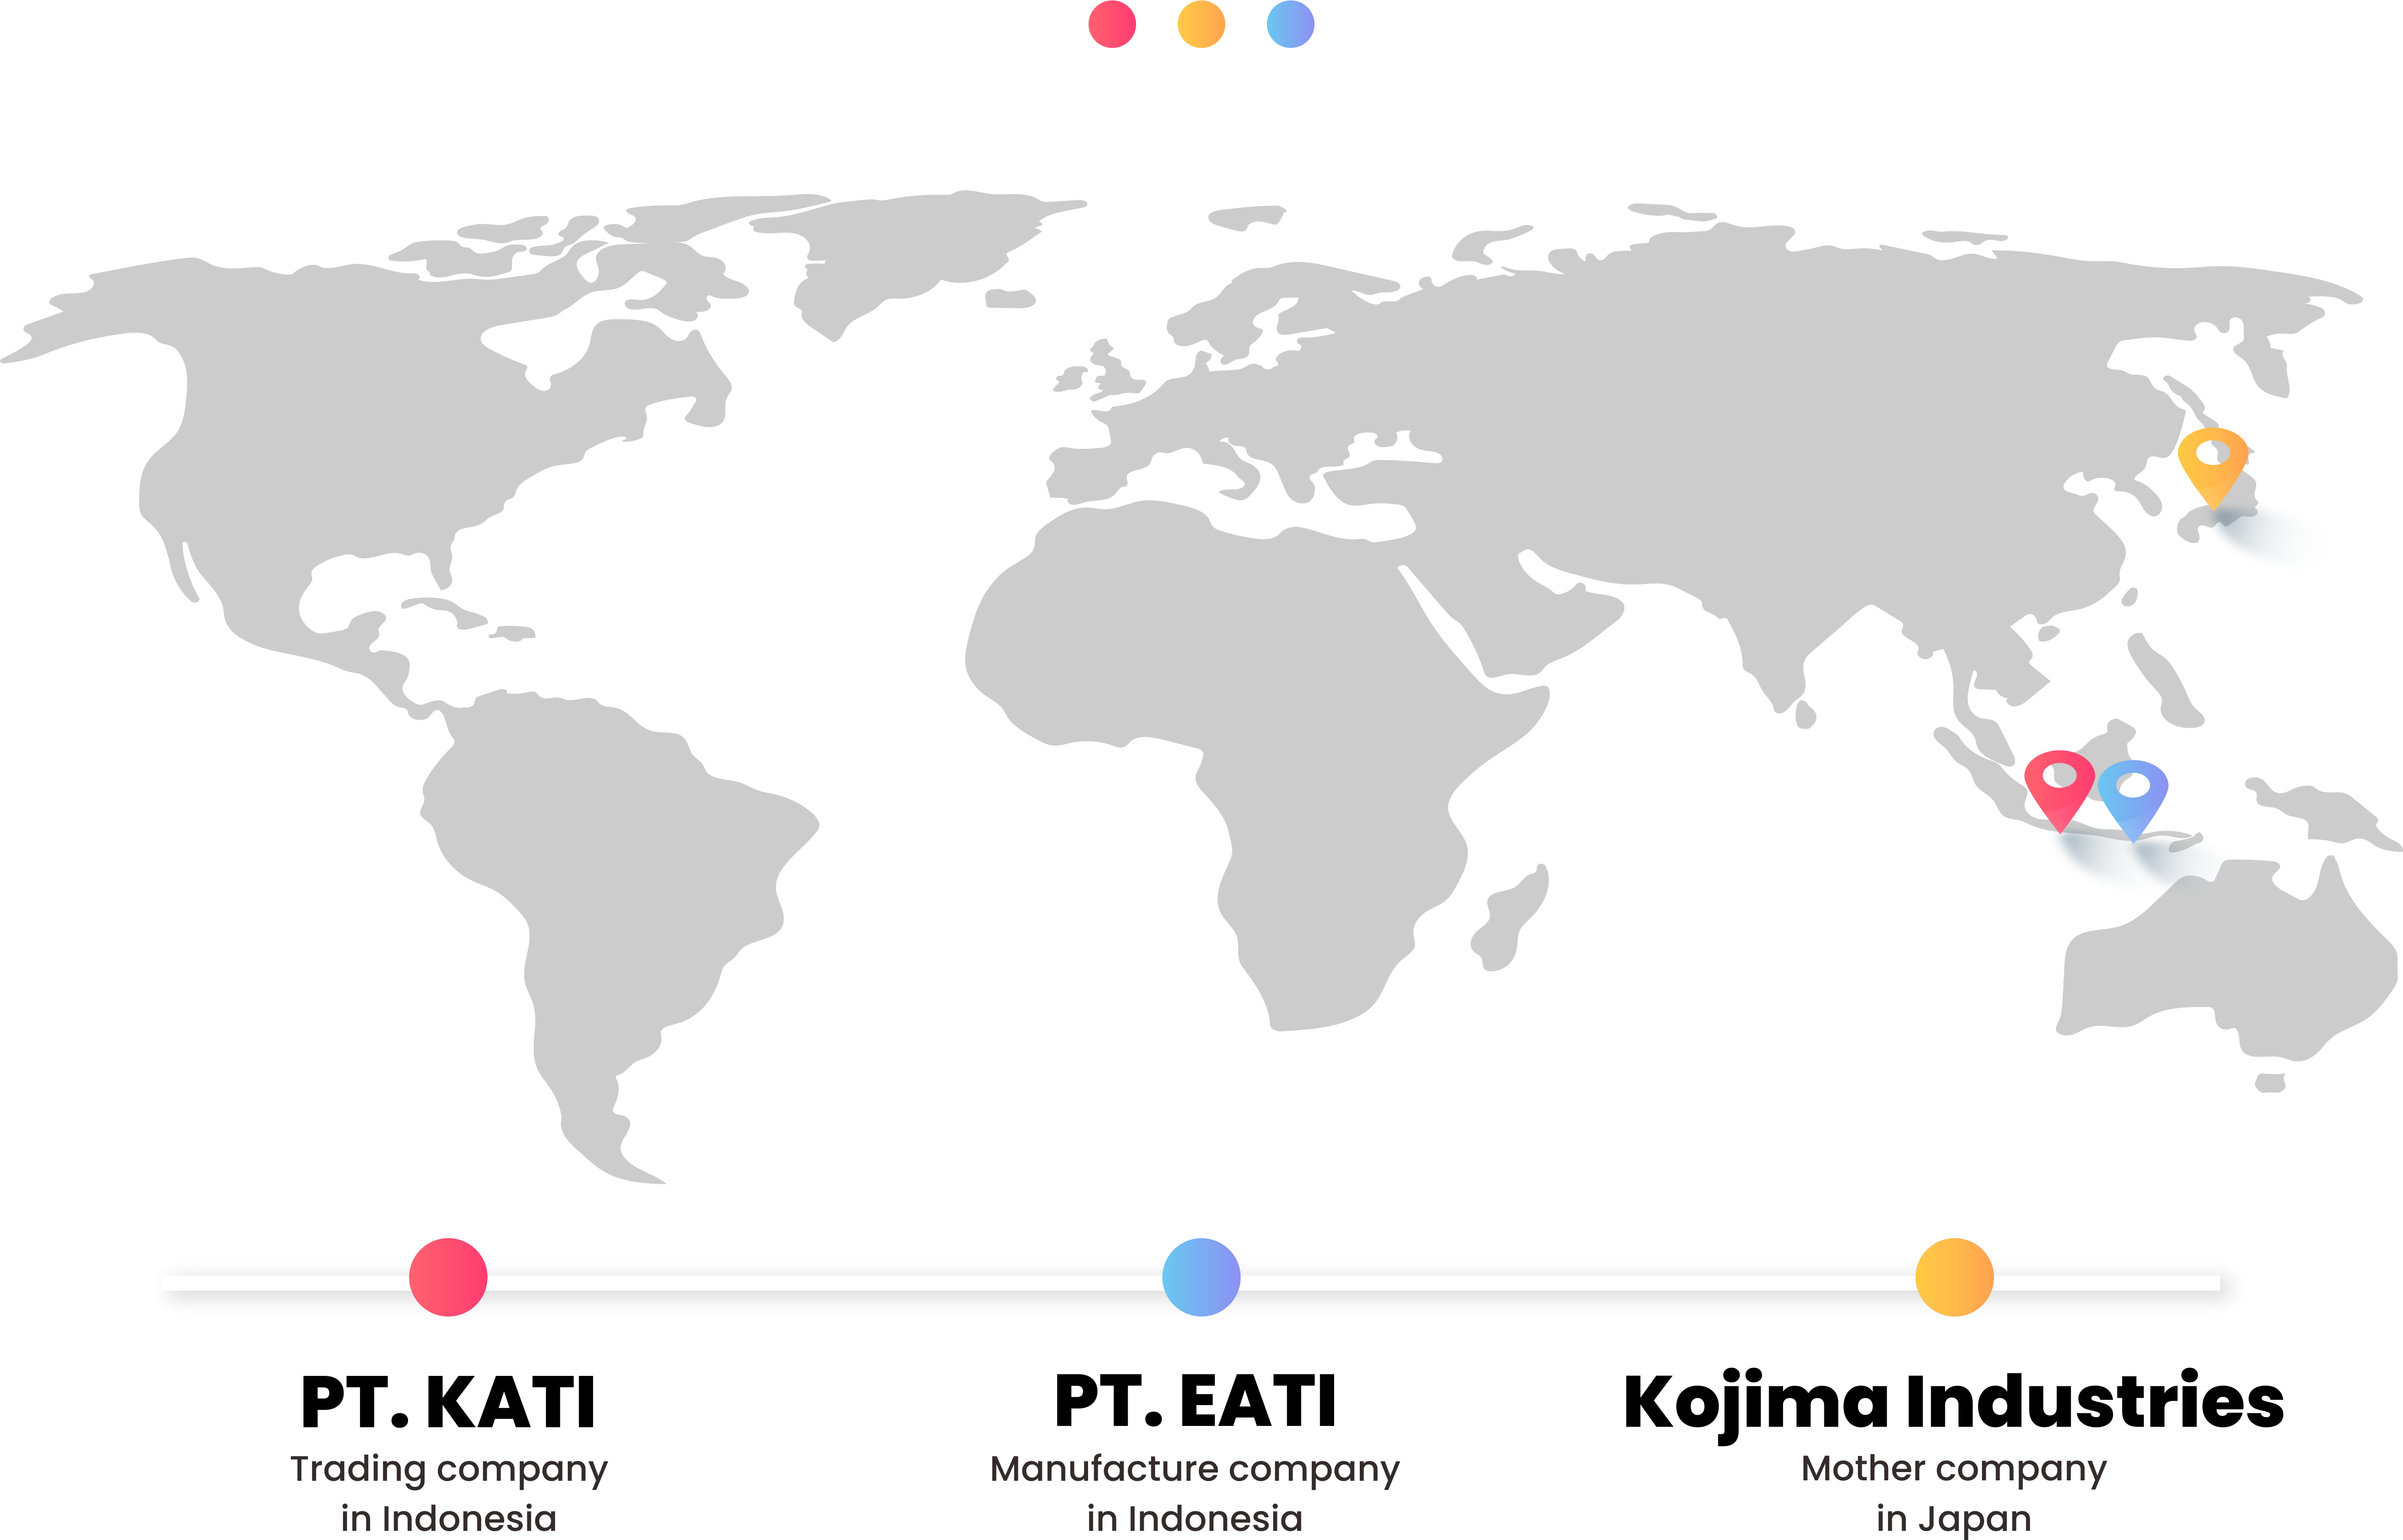 PT. KATI
Trading company
in Indonesia
PT. EATI
Manufacture company
in Indonesia
Kojima Industries
Mother company
in Japan